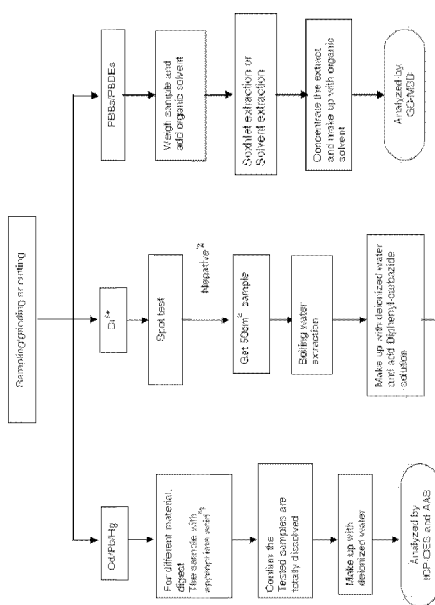 Sampling/grinding or cutting
Cd/Pb/Hg
For different material,
digest
The sample with
appropriate acid
Confirm the
Tested samples are
totally dissolved
Make up with
deionized water
Analyzed by
ICP-OES and AAS
Cr6+
Spot test
Negative*2
Get 50cm2 sample
Boiling water
extraction
Make up with deionized water
and add Diphenyl-carbazide
solution
PBBs/PBDEs
Weigh sample and
add organic solvent
Soxhlet extraction or
Solvent extraction
Concentrate the extract
and make up with organic
solvent
Analyzed by
GC/MSD